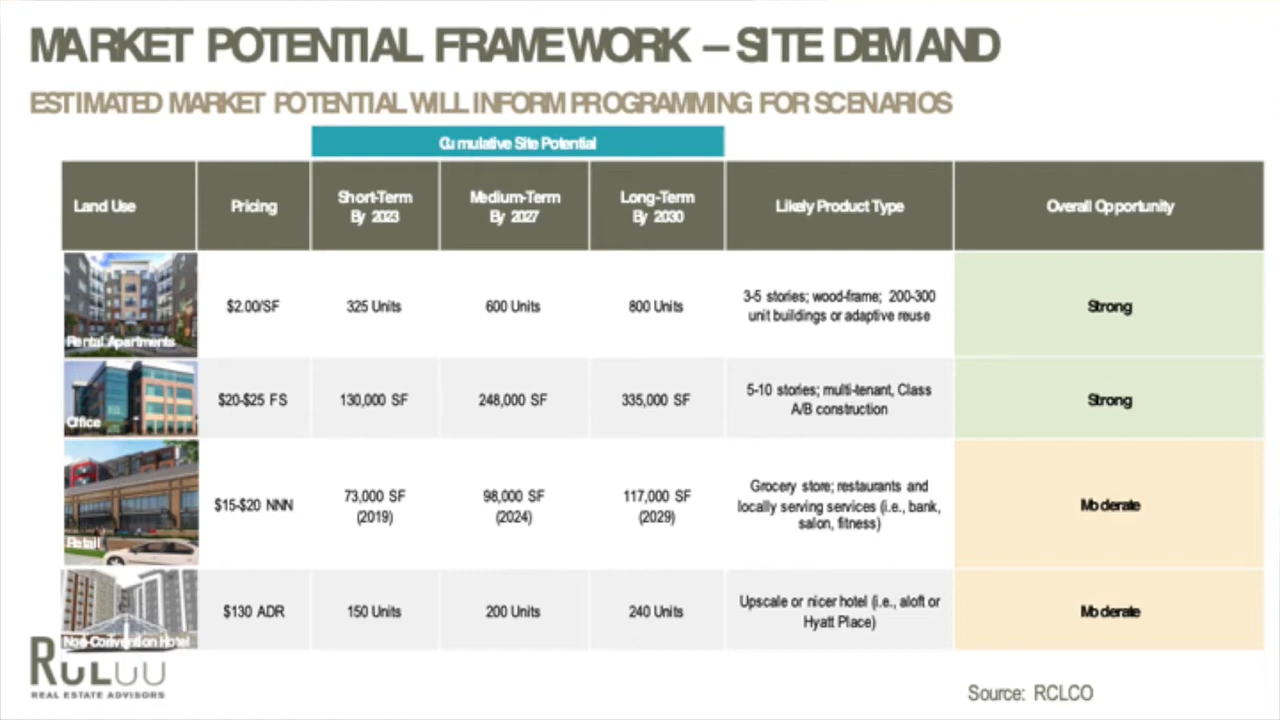 MARKET POTENTIAL FRAMEWORK – SITE DEMAND
ESTIMATED MARKET POTENTIAL WILL INFORM PROGRAMMING FOR SCENARIOS
Cumulative Site Potential
Land Use
Pricing
Short-Term
By 2023
Medium-Term
By 2027
Long-Term
By 2030
Likely Product Type
Overall Opportunity
Rental Apartments
$2.00/SF
325 Units
600 Units
800 Units
3-5 stories; wood-frame; 200-300
unit buildings or adaptive reuse
Strong
Office
$20-$25 FS
130,000 SF
248,000 SF
335,000 SF
5-10 stories; multi-tenant, Class
A/B construction
Strong
Retail
$15-$20 NNN
73,000 SF
(2019)
98,000 SF
(2024)
117,000 SF
(2029)
Grocery store; restaurants and
locally serving services (i.e., bank,
salon, fitness)
Moderate
Non-Convention Hotel
$130 ADR
150 Units
200 Units
240 Units
Upscale or nicer hotel (i.e., aloft or
Hyatt Place)
Moderate
RCLCO
REAL ESTATE ADVISORS
Source: RCLCO